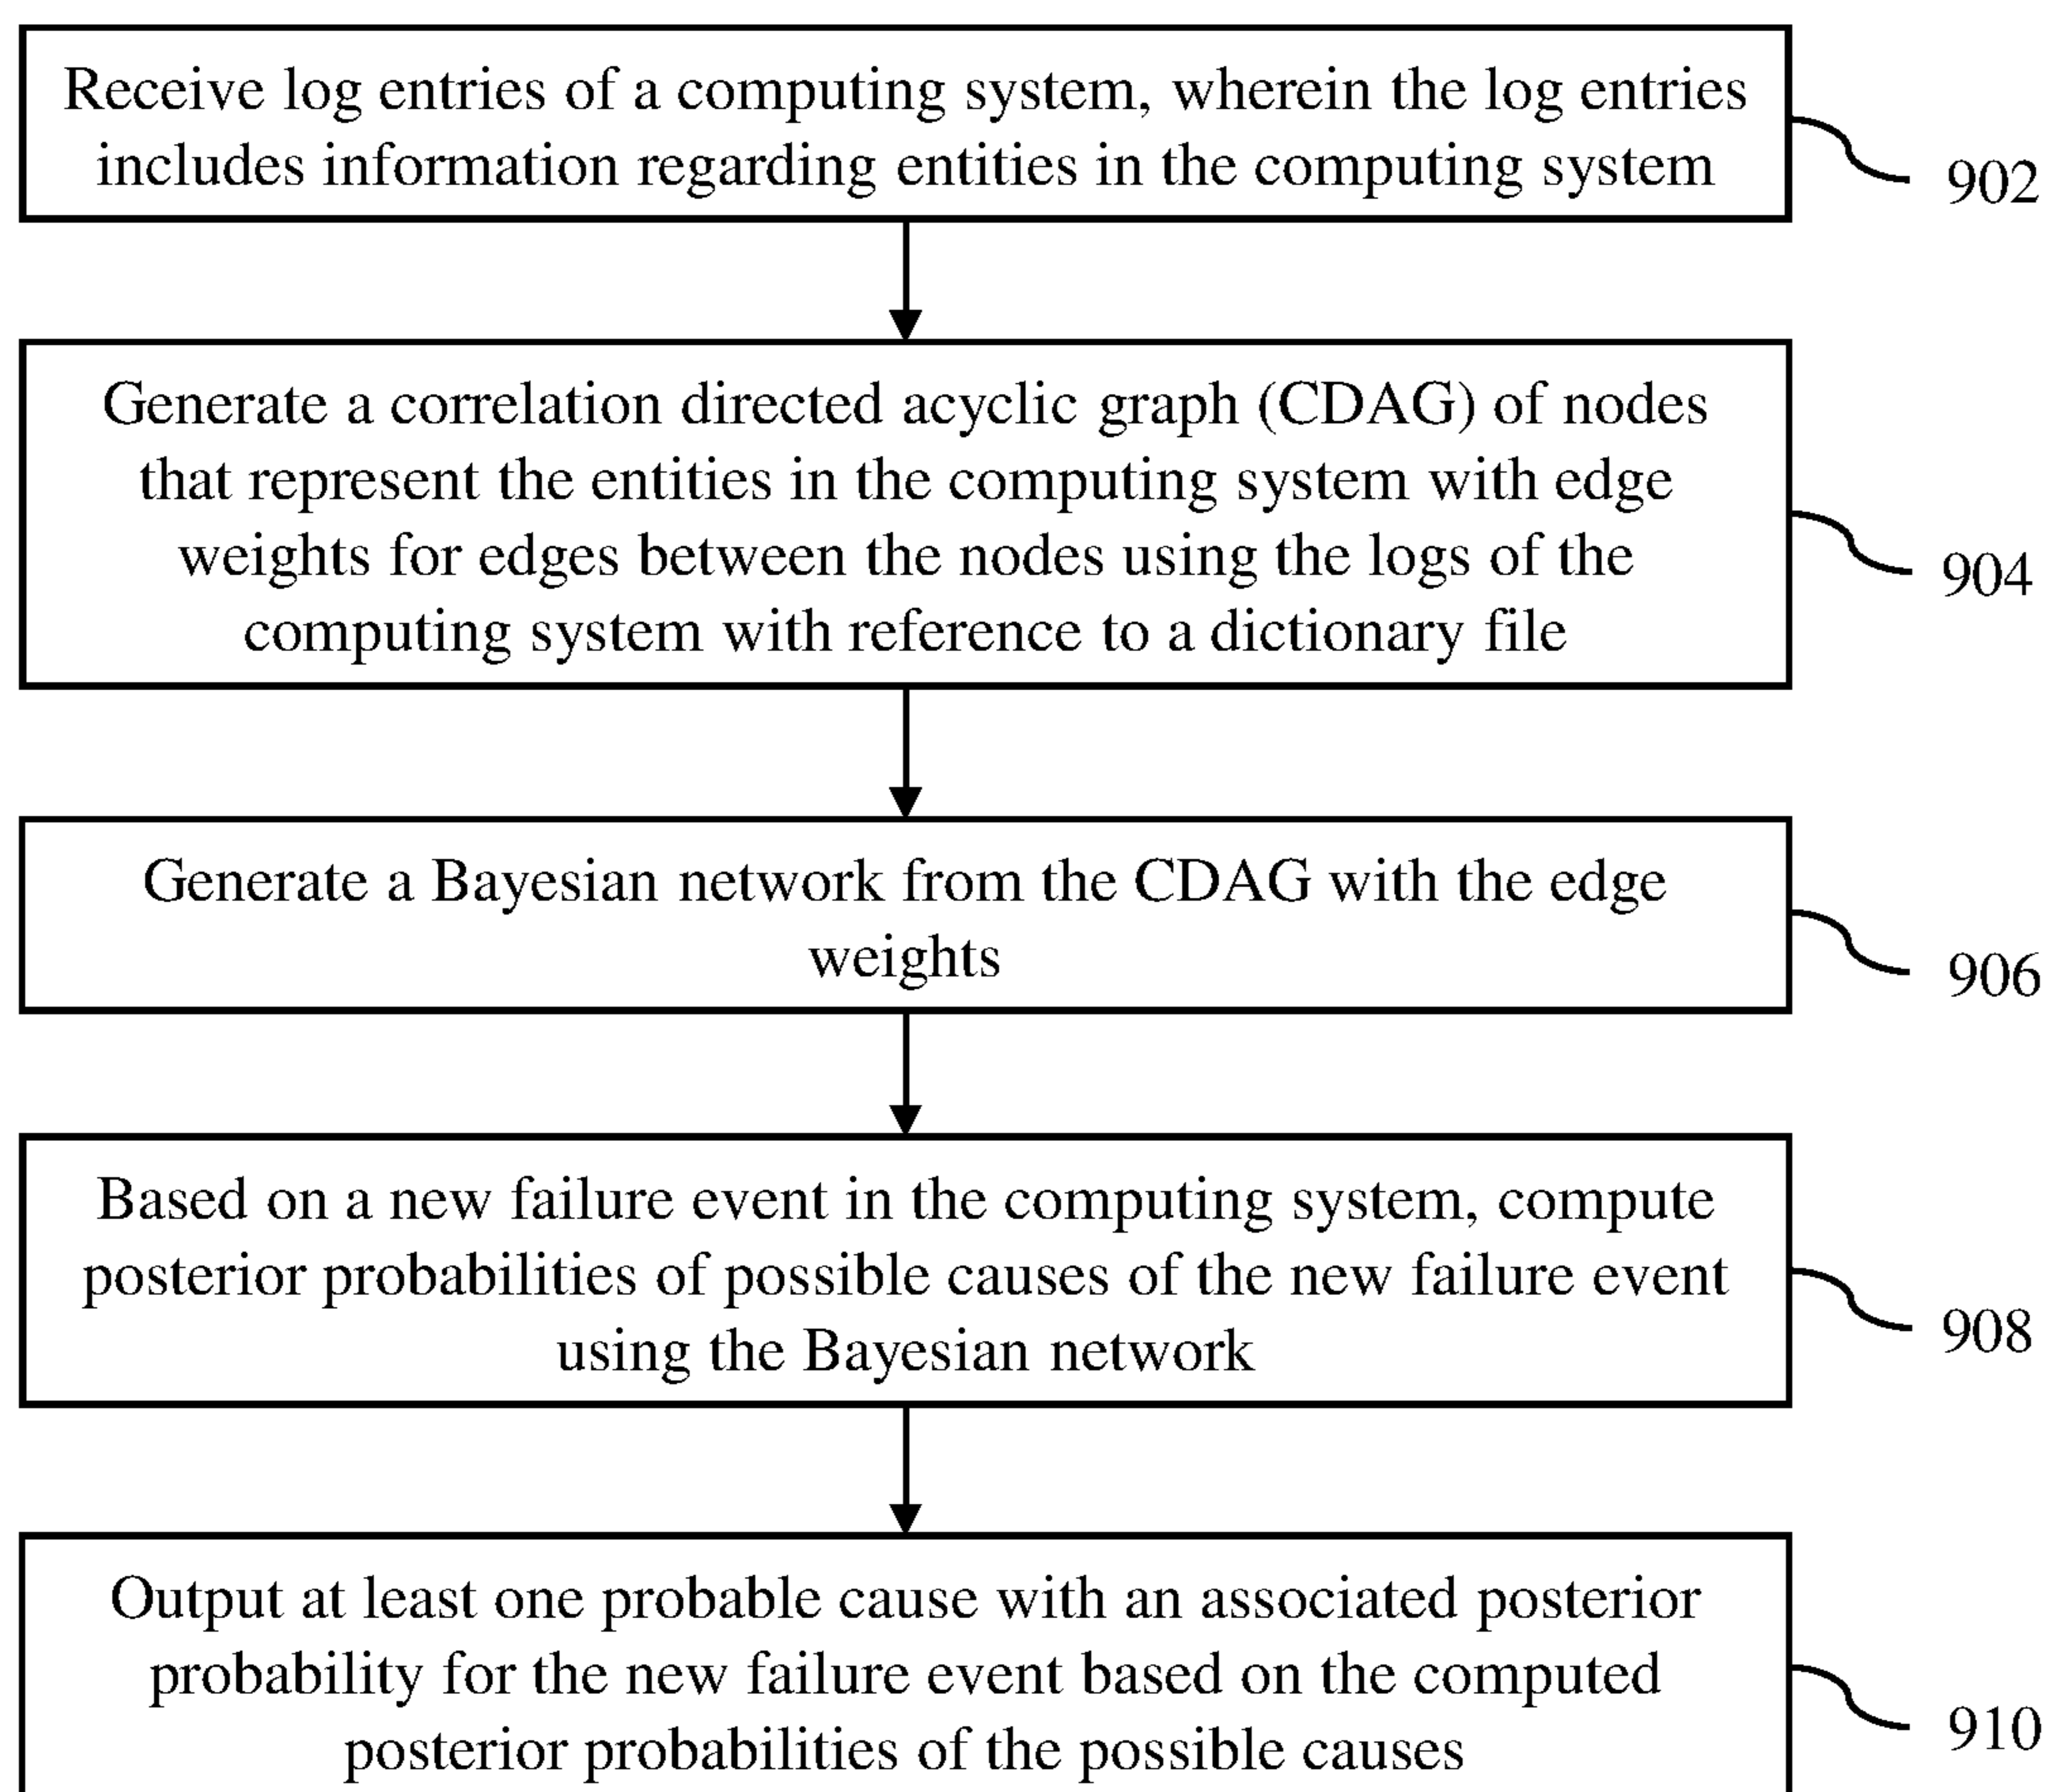 Receive log entries of a computing system, wherein the log entries
includes information regarding entities in the computing system
902
Generate a correlation directed acyclic graph (CDAG) of nodes
that represent the entities in the computing system with edge
weights for edges between the nodes using the logs of the
computing system with reference to a dictionary file
904
Generate a Bayesian network from the CDAG with the edge
weights
906
Based on a new failure event in the computing system, compute
posterior probabilities of possible causes of the new failure event
using the Bayesian network
908
Output at least one probable cause with an associated posterior
probability for the new failure event based on the computed
posterior probabilities of the possible causes
910